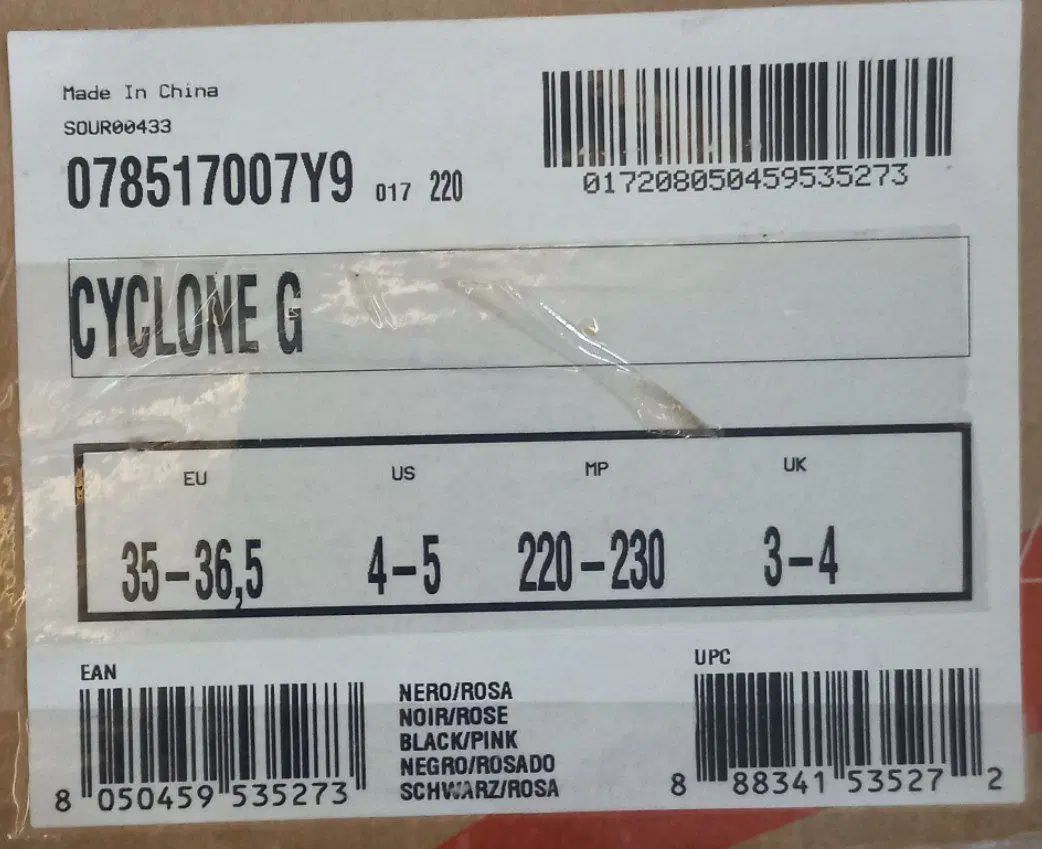 Made In China
SOUR00433
078517007Y9 017 220
017208050459535273
CYCLONE G
EU US MP UK
35-36,5 4-5 220-230 3-4
EAN
8 050459 535273
NERO/ROSA
NOIR/ROSE
BLACK/PINK
NEGRO/ROSADO
SCHWARZ/ROSA
UPC
8 88341 53527 2